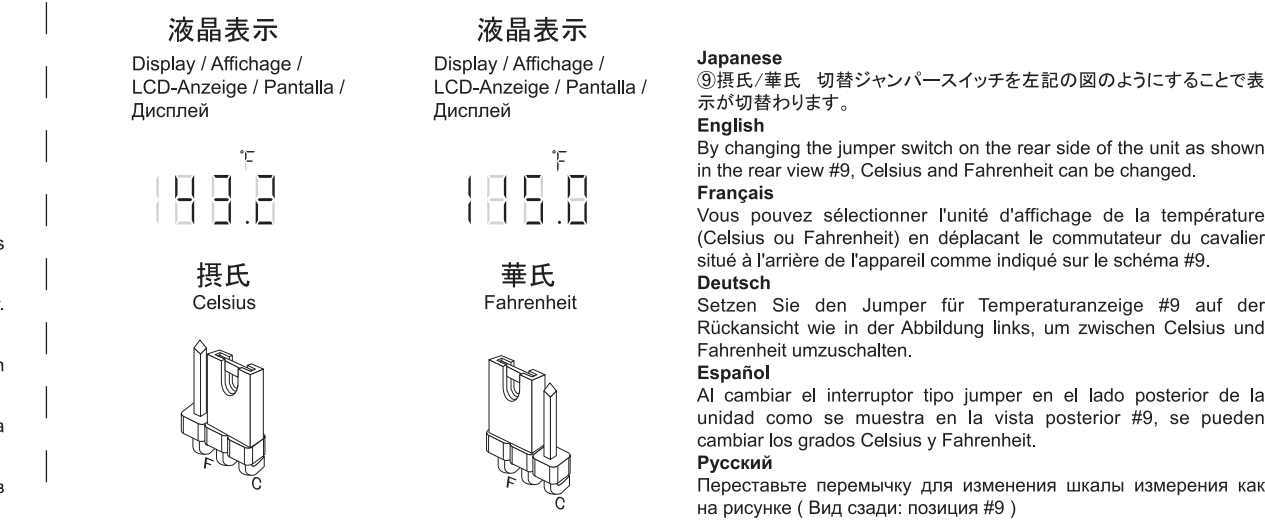 液晶表示
Display / Affichage /
LCD-Anzeige / Pantalla /
Дисплей
°F
43.2
摂氏
Celsius
F
C
液晶表示
Display / Affichage /
LCD-Anzeige / Pantalla /
Дисплей
°F
115.0
華氏
Fahrenheit
F
C
Japanese
⑨摂氏/華氏 切替ジャンパースイッチを左記の図のようにすることで表
示が切替わります。
English
By changing the jumper switch on the rear side of the unit as shown
in the rear view #9, Celsius and Fahrenheit can be changed.
Français
Vous pouvez sélectionner l'unité d'affichage de la température
(Celsius ou Fahrenheit) en déplacant le commutateur du cavalier
situé à l'arrière de l'appareil comme indiqué sur le schéma #9.
Deutsch
Setzen Sie den Jumper für Temperaturanzeige #9 auf der
Rückansicht wie in der Abbildung links, um zwischen Celsius und
Fahrenheit umzuschalten.
Español
Al cambiar el interruptor tipo jumper en el lado posterior de la
unidad como se muestra en la vista posterior #9, se pueden
cambiar los grados Celsius y Fahrenheit.
Русский
Переставьте перемычку для изменения шкалы измерения как
на рисунке ( Вид сзади: позиция #9 )